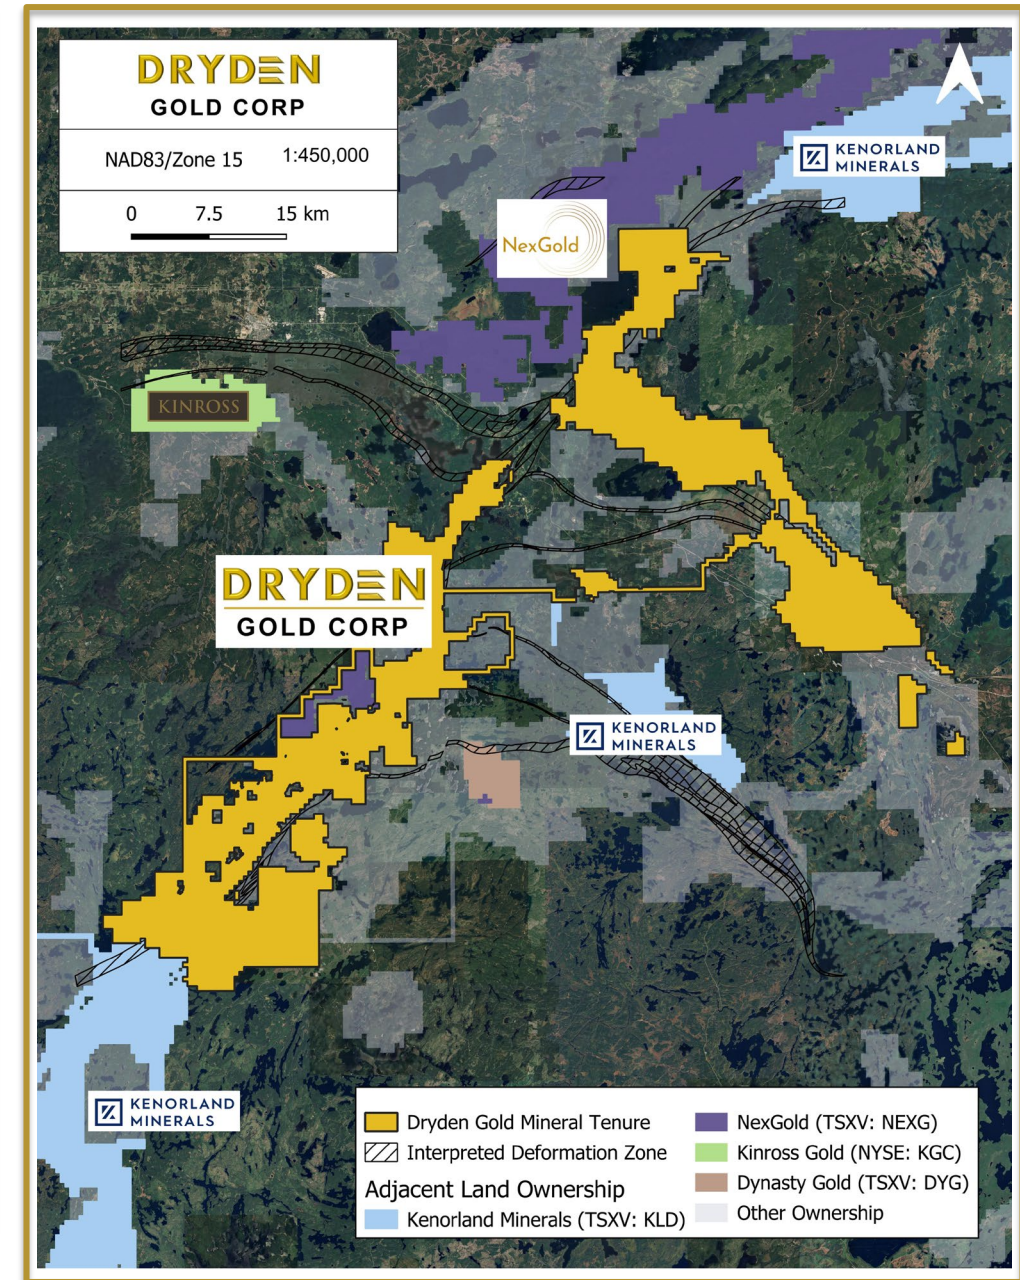 DRYDEN
GOLD CORP
NAD83/Zone 15 1:450,000
0 7.5 15 km
KENORLAND
MINERALS
NexGold
KINROSS
DRYDEN
GOLD CORP
KENORLAND
MINERALS
KENORLAND
MINERALS
Dryden Gold Mineral Tenure
Interpreted Deformation Zone
Adjacent Land Ownership
Kenorland Minerals (TSXV: KLD)
NexGold (TSXV: NEXG)
Kinross Gold (NYSE: KGC)
Dynasty Gold (TSXV: DYG)
Other Ownership